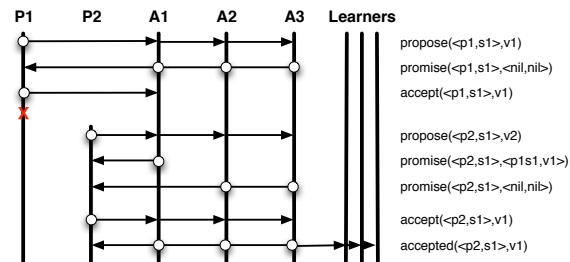 P1 P2 A1 A2 A3 Learners
propose(<p1,s1>,v1)
promise(<p1,s1>,<nil,nil>)
accept(<p1,s1>,v1)
X
propose(<p2,s1>,v2)
promise(<p2,s1>,<p1s1,v1>)
promise(<p2,s1>,<nil,nil>)
accept(<p2,s1>,v1)
accepted(<p2,s1>,v1)